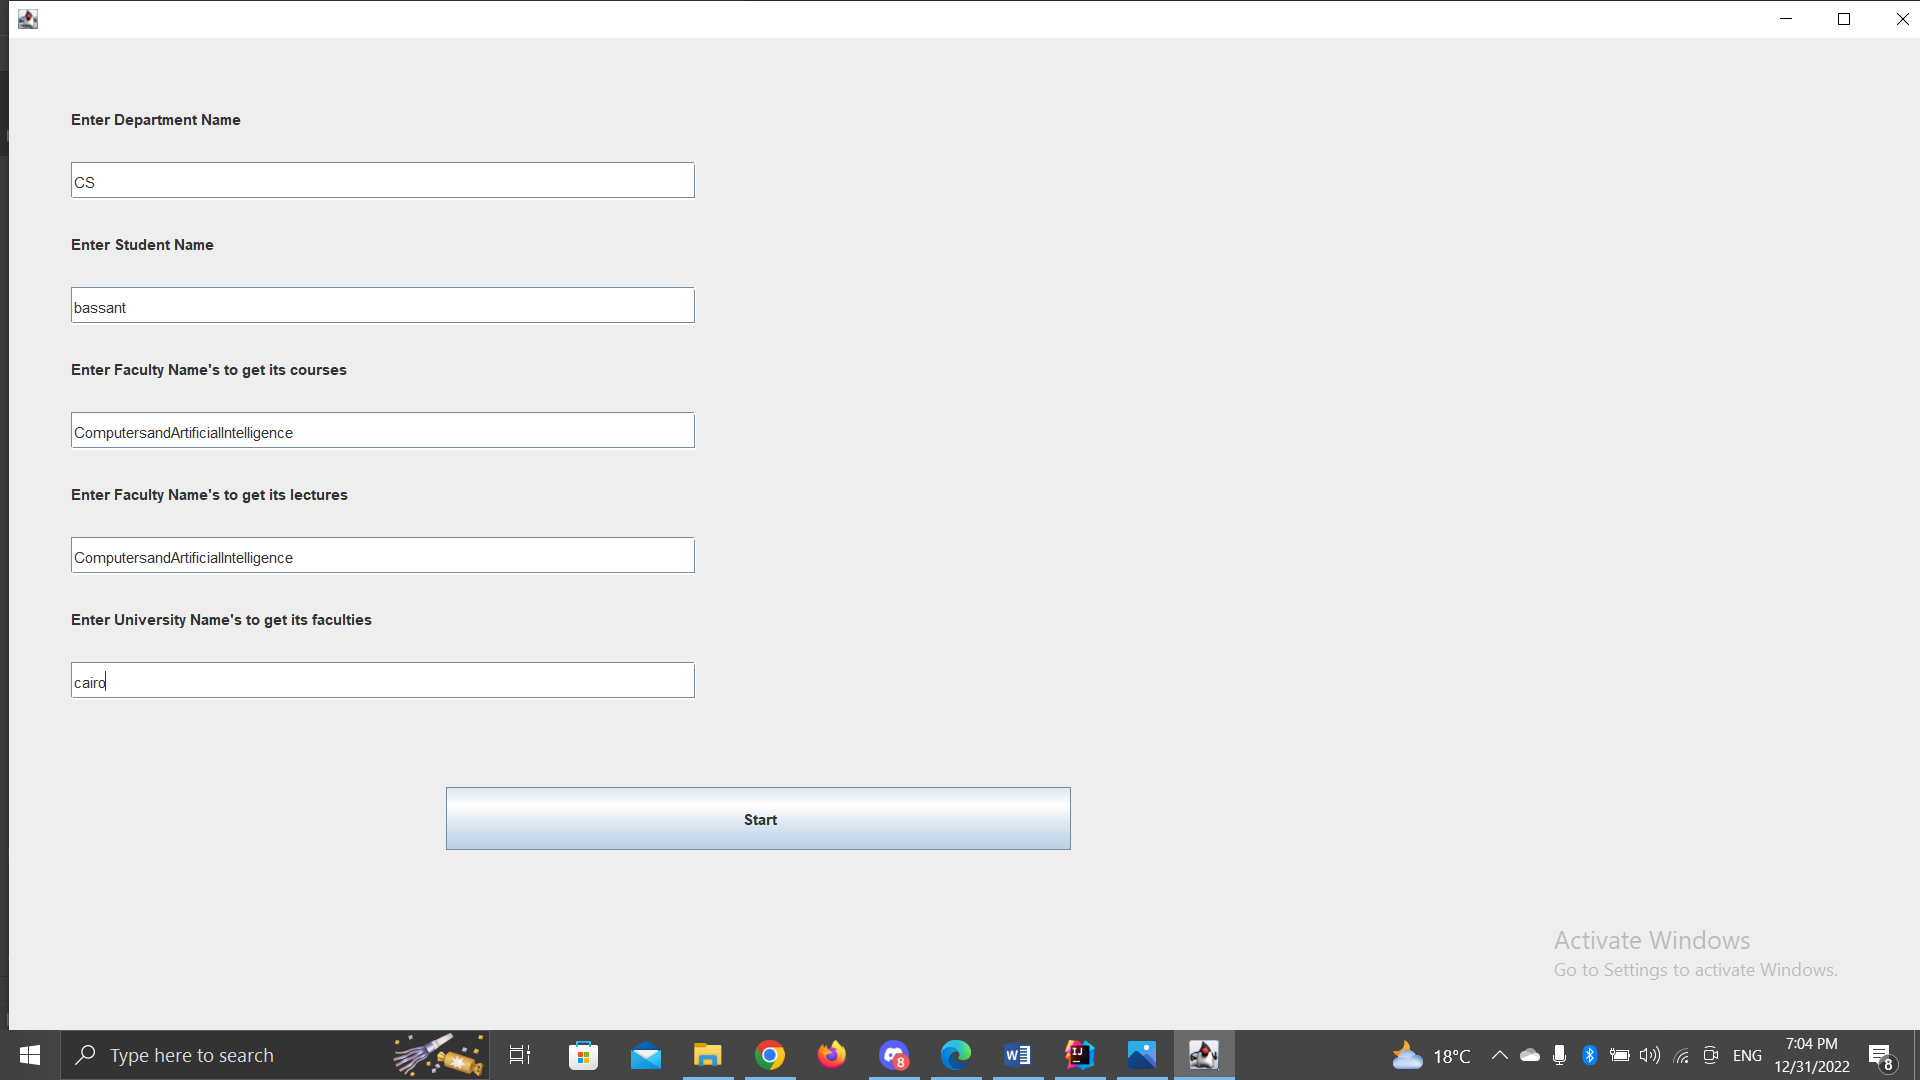 Enter Department Name
CS
Enter Student Name
bassant
Enter Faculty Name's to get its courses
ComputersandArtificialIntelligence
Enter Faculty Name's to get its lectures
ComputersandArtificialIntelligence
Enter University Name's to get its faculties
cairo
Start
Activate Windows
Go to Settings to activate Windows.
Type here to search
8
W
IJ
18°C
ENG
7:04 PM
12/31/2022
8